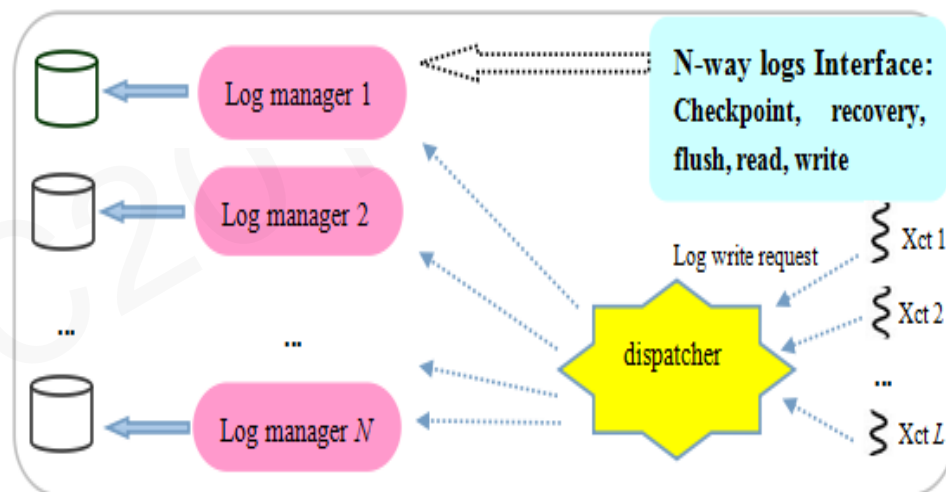 N-way logs Interface:
Checkpoint, recovery,
flush, read, write
Log manager 1
Log manager 2
...
...
Log manager N
Log write request
dispatcher
Xct 1
Xct 2
...
Xct L